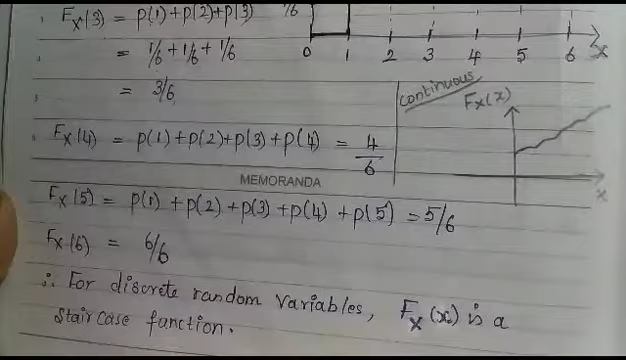 Fx(3) = p(1)+p(2)+p(3)
1/6
= 1/6 + 1/6 + 1/6
0 1 2 3 4 5 6 x
= 3/6
continuous
Fx(x)
Fx(4) = p(1)+p(2)+p(3)+p(4) = 4/6
x
MEMORANDA
Fx(5) = p(1) + p(2) + p(3) + p(4) + p(5) = 5/6
Fx(6) = 6/6
∴ For discrete random variables, Fx(x) is a
staircase function.